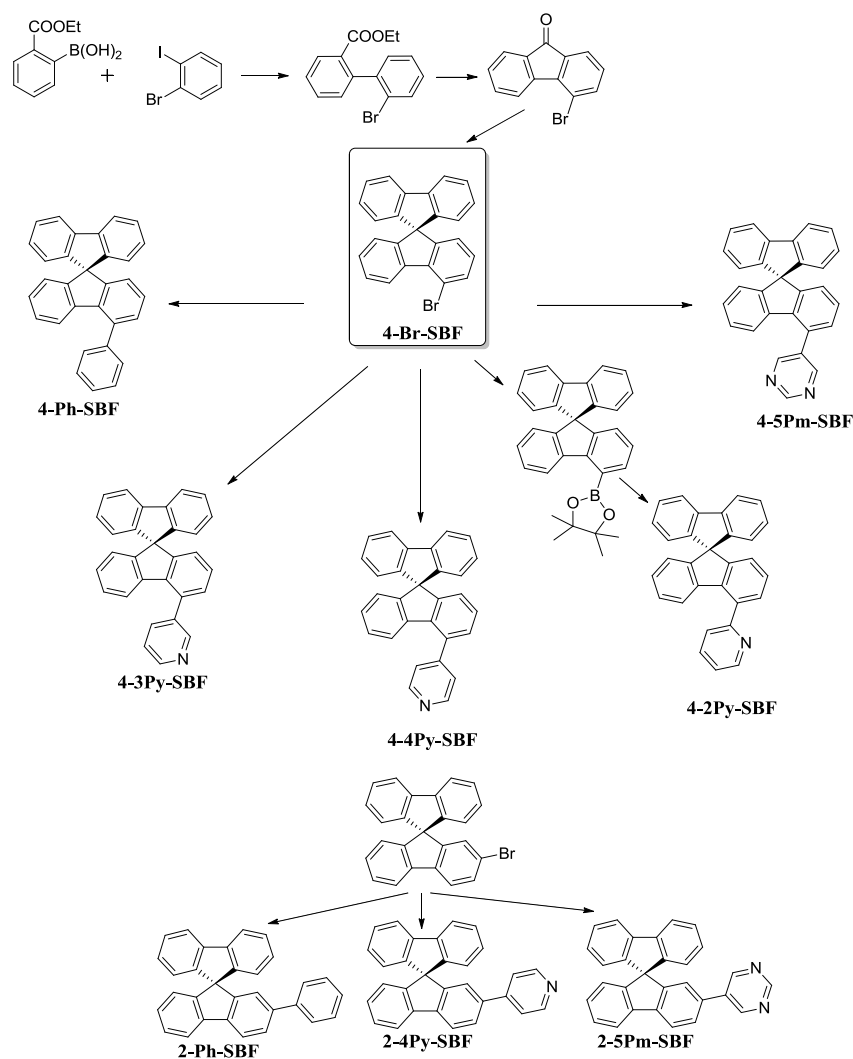 COOEt
B(OH)2
+
I
Br
COOEt
Br
O
Br
Br
4-Br-SBF
4-Ph-SBF
N
N
4-5Pm-SBF
B
O
O
N
4-3Py-SBF
N
4-4Py-SBF
N
4-2Py-SBF
Br
2-Ph-SBF
N
2-4Py-SBF
N
N
2-5Pm-SBF